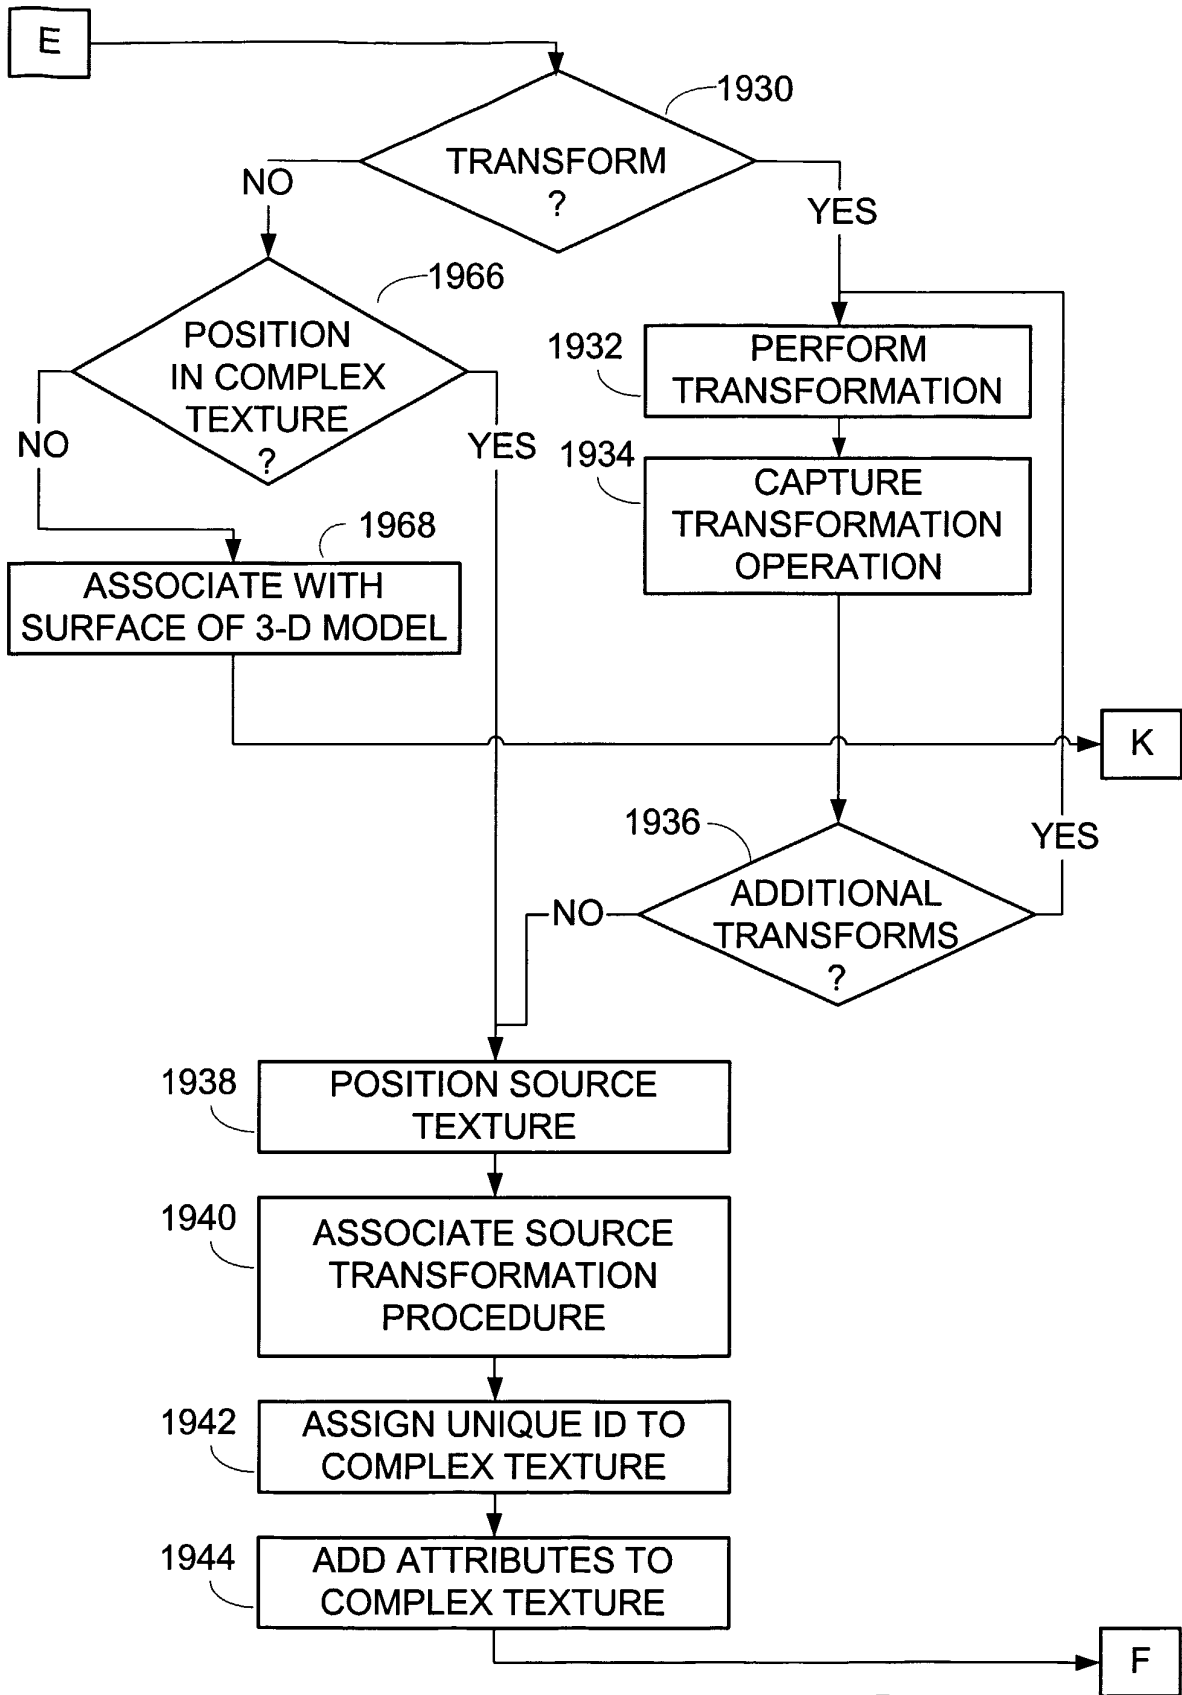 E
1930
TRANSFORM
?
NO
YES
1966
POSITION
IN COMPLEX
TEXTURE
?
NO
YES
1932
PERFORM
TRANSFORMATION
1934
CAPTURE
TRANSFORMATION
OPERATION
1968
ASSOCIATE WITH
SURFACE OF 3-D MODEL
K
1936
YES
ADDITIONAL
TRANSFORMS
?
NO
1938
POSITION SOURCE
TEXTURE
1940
ASSOCIATE SOURCE
TRANSFORMATION
PROCEDURE
1942
ASSIGN UNIQUE ID TO
COMPLEX TEXTURE
1944
ADD ATTRIBUTES TO
COMPLEX TEXTURE
F